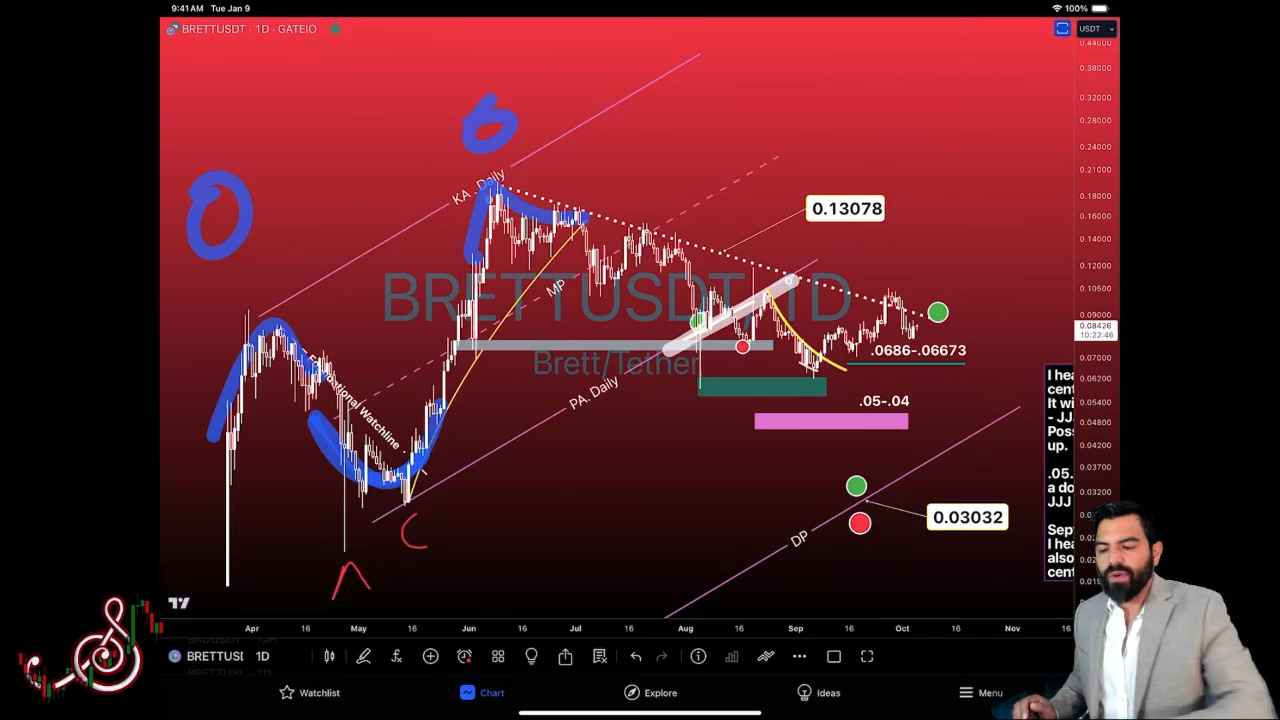 9:41 AM Tue Jan 9
100%
BRETTUSDT · 1D · GATEIO
USDT
0.44000
0.38000
0.32000
0.28000
0.24000
0.21000
0.18000
0.16000
0.14000
0.12000
0.10500
0.09000
0.08426
10:22:46
0.07000
0.06200
0.05400
0.04800
0.04200
0.03700
0.03200
KA . Daily
0.13078
BRETTUSDT, 1D
Brett/Tether
MP
PA. Daily
.0686-.06673
.05-.04
0.03032
DP
Watchline
I hea
cent
It wi
- JJ
Poss
up.
.05.
a do
JJJ
Sep
I hea
also
cent
Apr
16
May
16
Jun
16
Jul
16
Aug
16
Sep
16
Oct
16
Nov
16
BRETTUSI
1D
Watchlist
Chart
Explore
Ideas
Menu